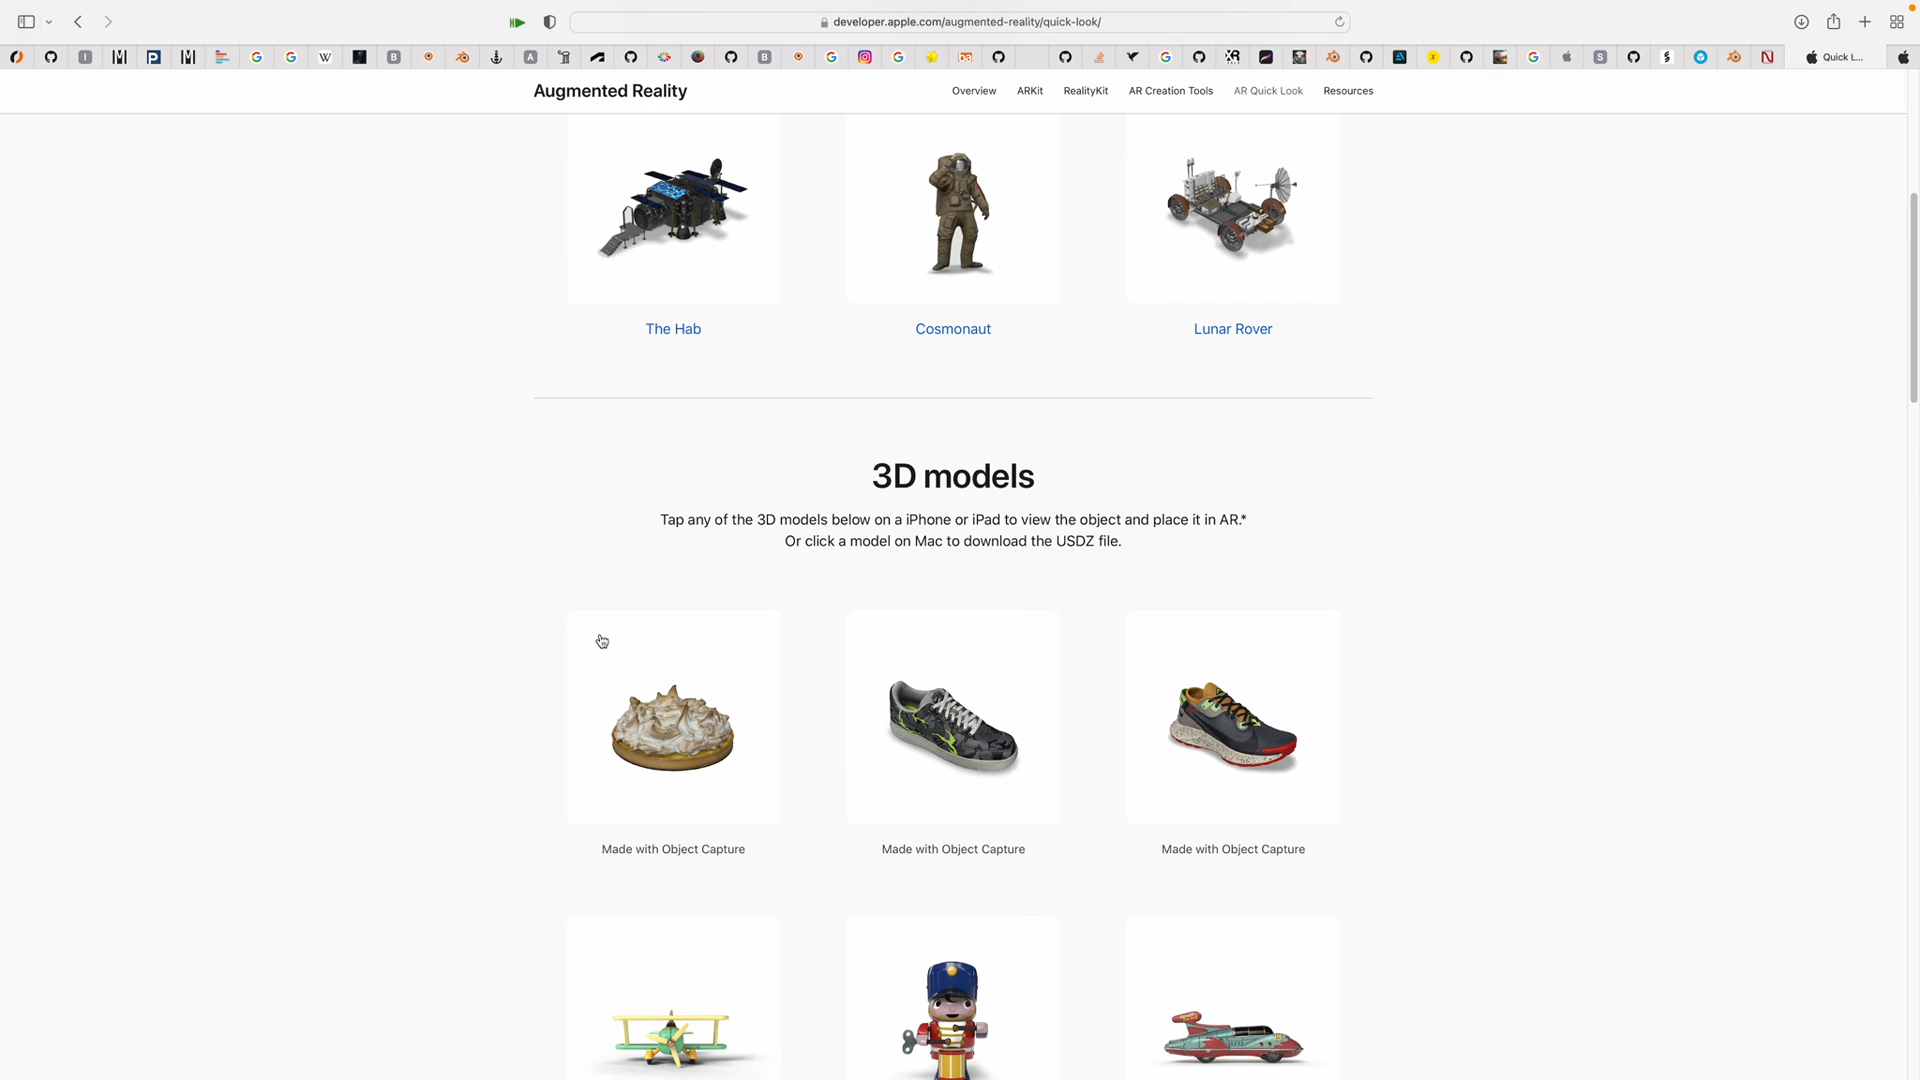 developer.apple.com/augmented-reality/quick-look/
Quick L...
Augmented Reality
Overview
ARKit
RealityKit
AR Creation Tools
AR Quick Look
Resources
The Hab
Cosmonaut
Lunar Rover
3D models
Tap any of the 3D models below on a iPhone or iPad to view the object and place it in AR.*
Or click a model on Mac to download the USDZ file.
Made with Object Capture
Made with Object Capture
Made with Object Capture